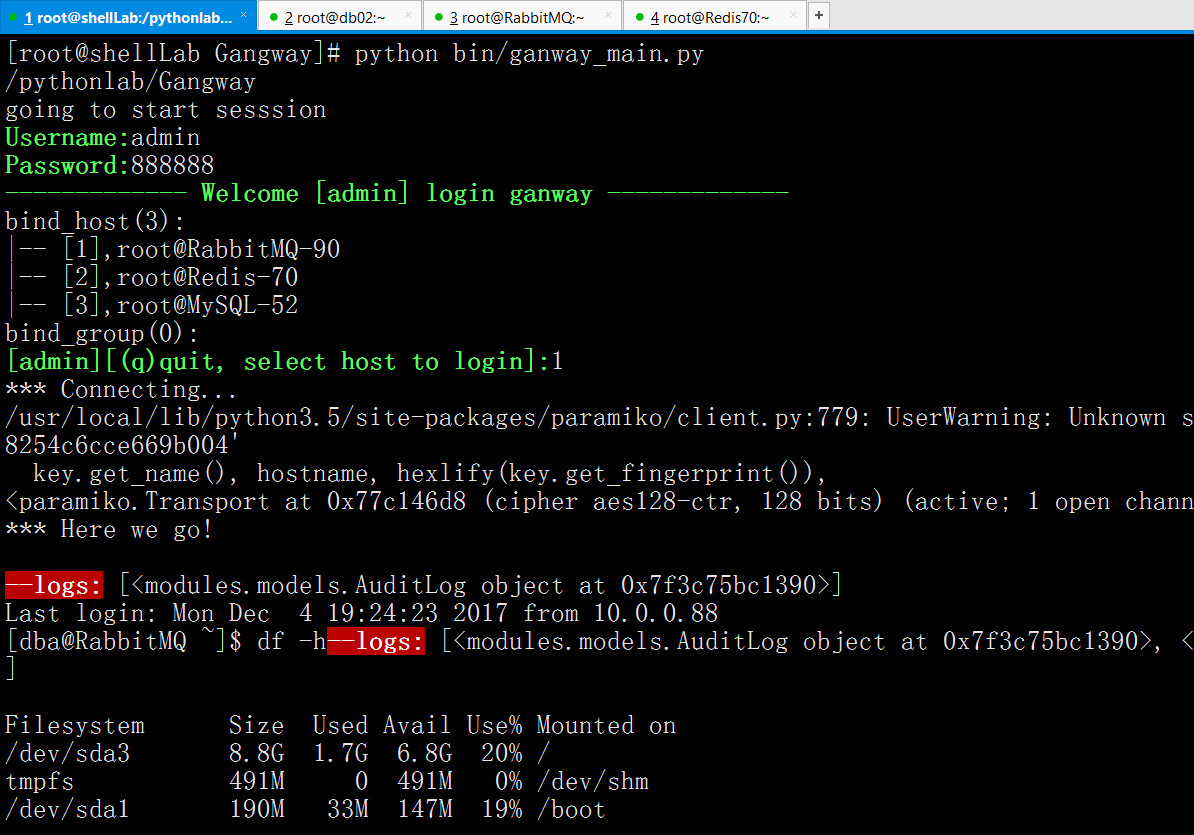 1 root@shellLab:/pythonlab... × 2 root@db02:~ × 3 root@RabbitMQ:~ × 4 root@Redis70:~ × +
[root@shellLab Gangway]# python bin/ganway_main.py
/pythonlab/Gangway
going to start sesssion
Username:admin
Password:888888
------------- Welcome [admin] login ganway -------------
bind_host(3):
|-- [1],root@RabbitMQ-90
|-- [2],root@Redis-70
|-- [3],root@MySQL-52
bind_group(0):
[admin][(q)quit, select host to login]:1
*** Connecting...
/usr/local/lib/python3.5/site-packages/paramiko/client.py:779: UserWarning: Unknown s
8254c6cce669b004'
  key.get_name(), hostname, hexlify(key.get_fingerprint()),
<paramiko.Transport at 0x77c146d8 (cipher aes128-ctr, 128 bits) (active; 1 open chann
*** Here we go!
--logs: [<modules.models.AuditLog object at 0x7f3c75bc1390>]
Last login: Mon Dec  4 19:24:23 2017 from 10.0.0.88
[dba@RabbitMQ ~]$ df -h--logs: [<modules.models.AuditLog object at 0x7f3c75bc1390>, <
]
Filesystem      Size  Used Avail Use% Mounted on
/dev/sda3       8.8G  1.7G  6.8G  20% /
tmpfs           491M     0  491M   0% /dev/shm
/dev/sda1       190M   33M  147M  19% /boot